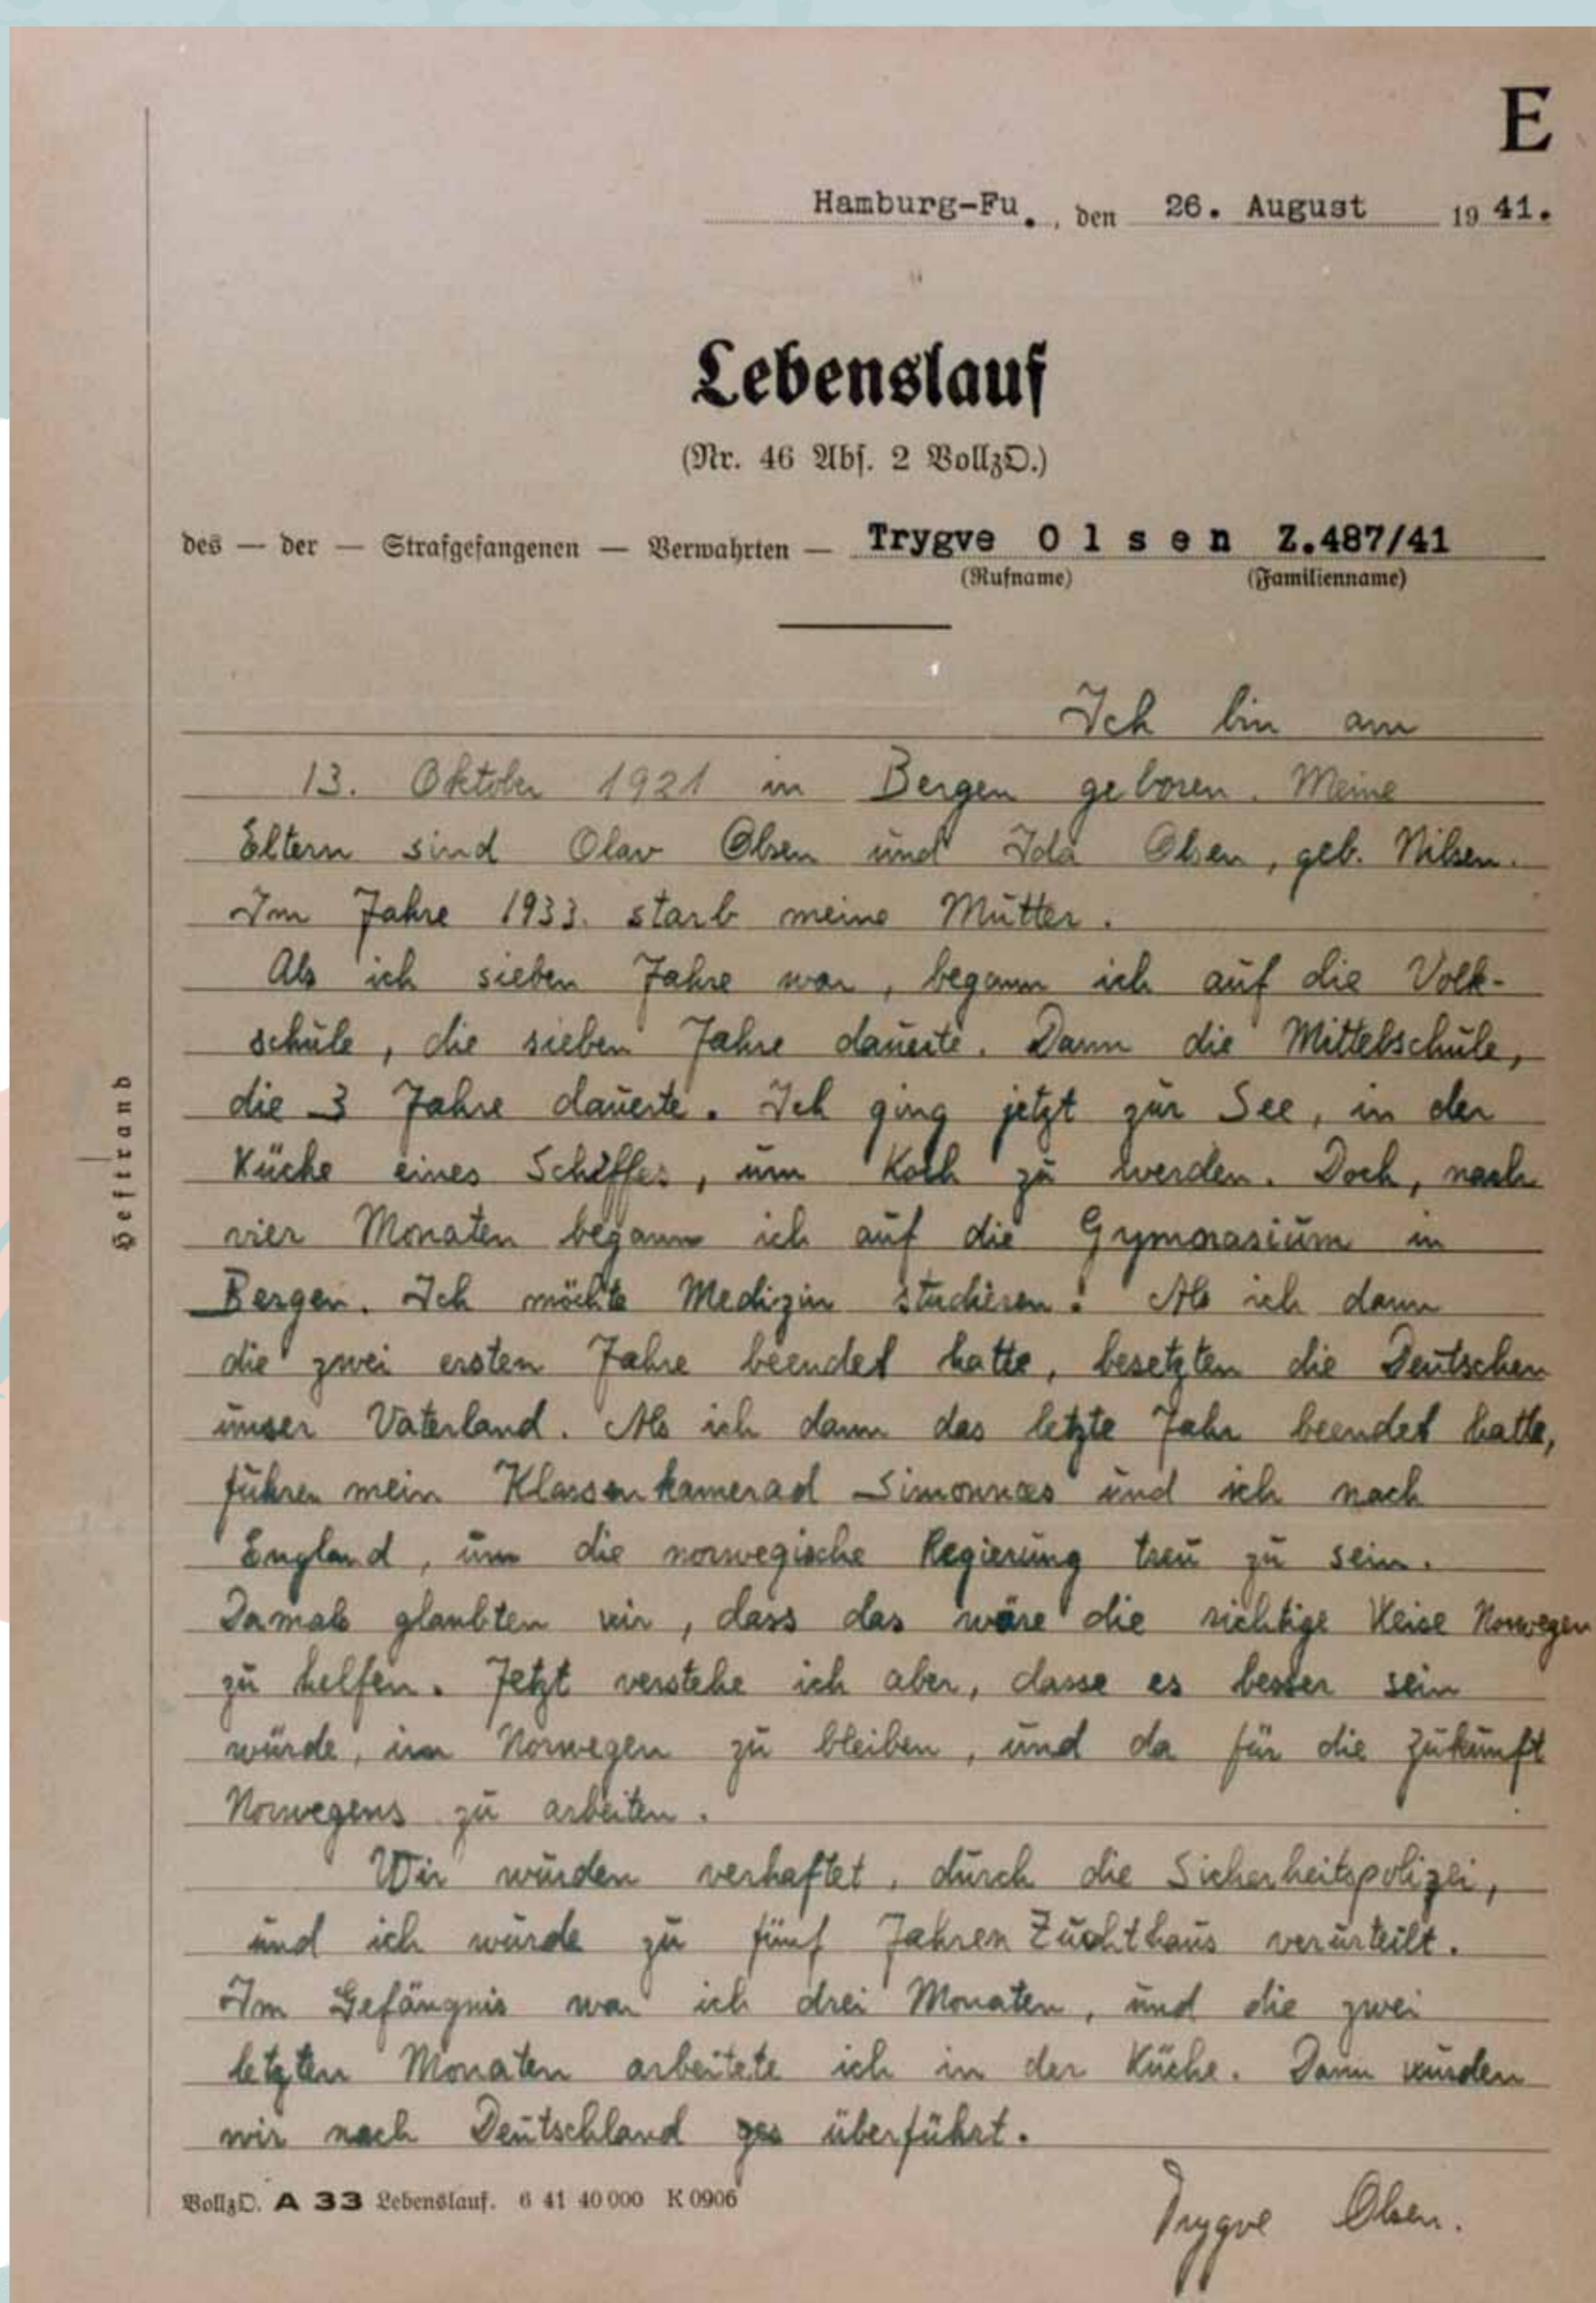 E
Hamburg-Fu., den 26. August 19 41.
Lebenslauf
(Nr. 46 Abs. 2 VollzO.)
des — der — Strafgefangenen — Verwahrten — Trygve O l s e n Z.487/41
(Rufname) (Familienname)
Ich bin am
13. Oktober 1921 in Bergen geboren. Meine
Eltern sind Olav Olsen und Ida Olsen, geb. Nilsen.
Im Jahre 1933. starb meine Mutter.
Als ich sieben Jahre war, begann ich auf die Volk-
schule, die sieben Jahre dauerte. Dann die Mittelschule,
die 3 Jahre dauerte. Ich ging jetzt zur See, in der
Küche eines Schiffes, um Koch zu werden. Doch, nach
vier Monaten begann ich auf die Gymnasium in
Bergen. Ich möchte Medizin studieren. Als ich dann
die zwei ersten Jahre beendet hatte, besetzten die Deutschen
unser Vaterland. Als ich dann das letzte Jahr beendet hatte,
fuhren mein Klassenkamerad Simonnæs und ich nach
England, um die norwegische Regierung treu zu sein.
Damals glaubten wir, dass das wäre die richtige Weise Norwegen
zu helfen. Jetzt verstehe ich aber, dasse es besser sein
würde, im Norwegen zu bleiben, und da für die Zukunft
Norwegens zu arbeiten.
Wir wurden verhaftet, durch die Sicherheitspolizei,
und ich wurde zu fünf Jahren Zuchthaus verurteilt.
Im Gefängnis war ich drei Monaten, und die zwei
letzten Monaten arbeitete ich in der Küche. Dann wurden
wir nach Deutschland ges überführt.
Trygve Olsen.
VollzO. A 33 Lebenslauf. 6 41 40 000 K 0906
Heftrand